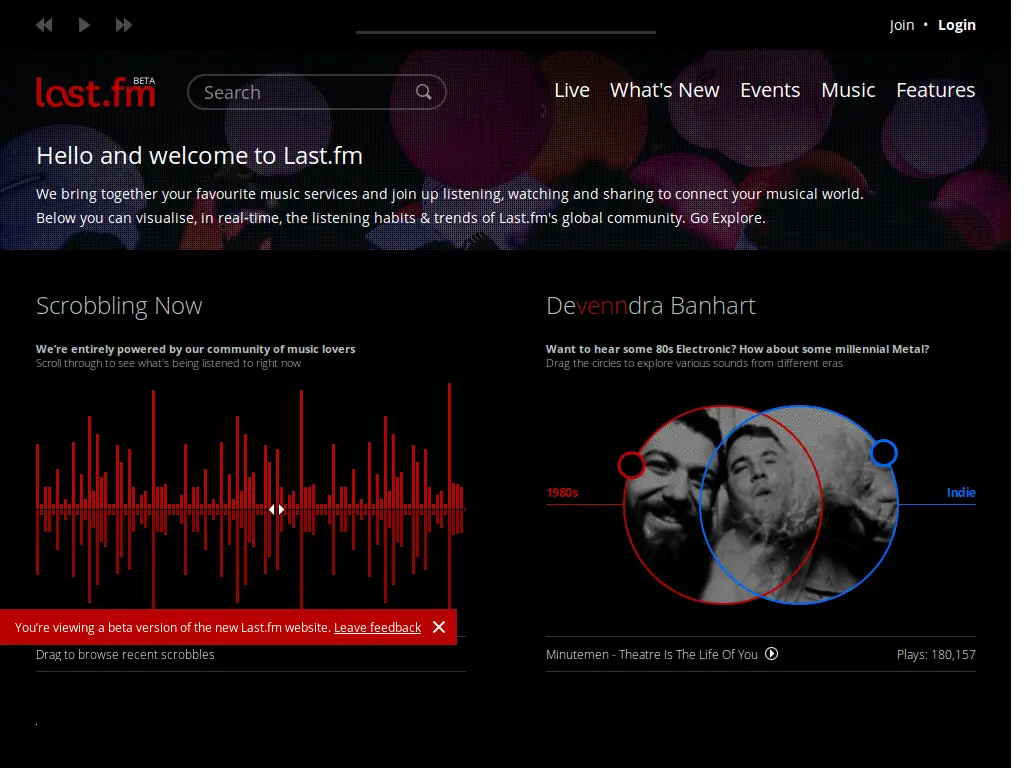 Join • Login
last.fm BETA
Search
Live What's New Events Music Features
Hello and welcome to Last.fm
We bring together your favourite music services and join up listening, watching and sharing to connect your musical world.
Below you can visualise, in real-time, the listening habits & trends of Last.fm's global community. Go Explore.
Scrobbling Now
We're entirely powered by our community of music lovers
Scroll through to see what's being listened to right now
You're viewing a beta version of the new Last.fm website. Leave feedback
Drag to browse recent scrobbles
Devenndra Banhart
Want to hear some 80s Electronic? How about some millennial Metal?
Drag the circles to explore various sounds from different eras
1980s
Indie
Minutemen - Theatre Is The Life Of You
Plays: 180,157